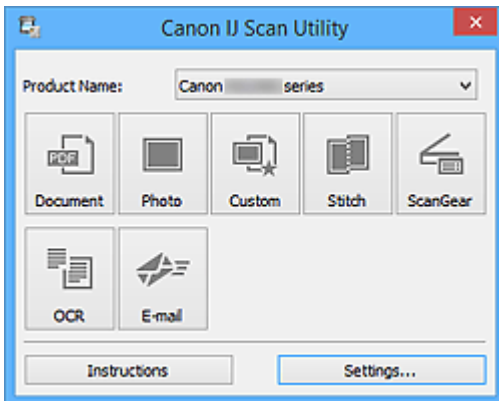 Canon IJ Scan Utility
Product Name: Canon series
PDF
Document Photo Custom Stitch ScanGear
OCR E-mail
Instructions Settings...